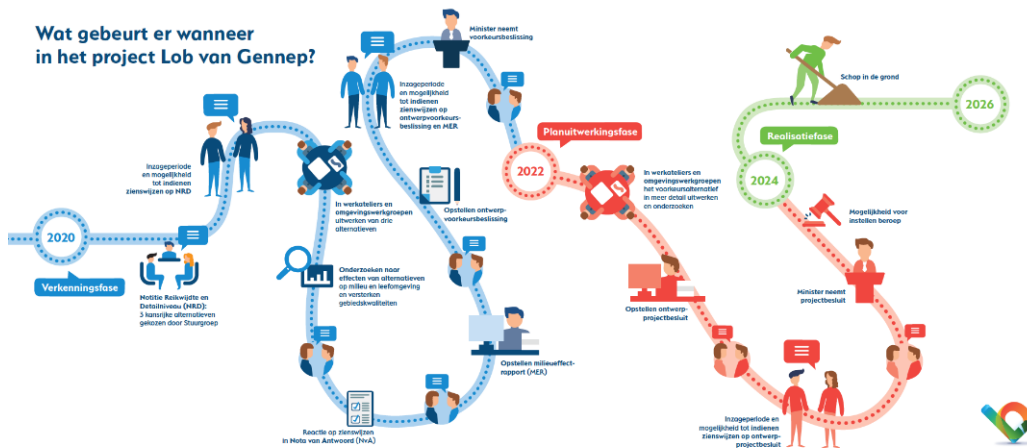 Wat gebeurt er wanneer
in het project Lob van Gennep?
2020
Verkenningsfase
Notitie Reikwijdte en
Detailniveau (NRD):
3 kansrijke alternatieven
gekozen door Stuurgroep
Inzageperiode
en mogelijkheid
tot indienen
zienswijzen op NRD
In werkateliers en
omgevingswerkgroepen
uitwerken van drie
alternatieven
Onderzoeken naar
effecten van alternatieven
op milieu en leefomgeving
en versterken
gebiedskwaliteiten
Reactie op zienswijzen
in Nota van Antwoord (NvA)
Opstellen milieueffect-
rapport (MER)
Opstellen ontwerp-
voorkeursbeslissing
Inzageperiode
en mogelijkheid
tot indienen
zienswijzen op
ontwerpvoorkeurs-
beslissing en MER
Minister neemt
voorkeursbeslissing
2022
Planuitwerkingsfase
In werkateliers en
omgevingswerkgroepen
het voorkeursalternatief
in meer detail uitwerken
en onderzoeken
Opstellen ontwerp-
projectbesluit
Inzageperiode en
mogelijkheid tot indienen
zienswijzen op ontwerp-
projectbesluit
Minister neemt
projectbesluit
Mogelijkheid voor
instellen beroep
2024
Realisatiefase
Schop in de grond
2026